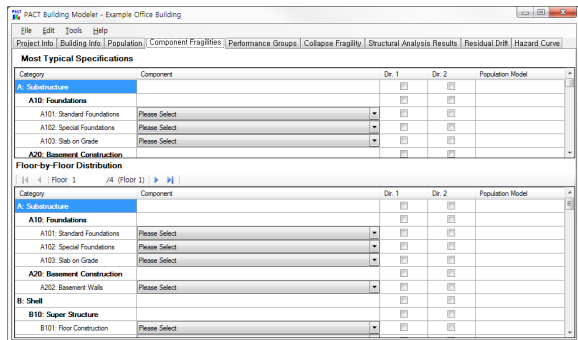 PACT Building Modeler - Example Office Building
File Edit Tools Help
Project Info Building Info Population Component Fragilities Performance Groups Collapse Fragility Structural Analysis Results Residual Drift Hazard Curve
Most Typical Specifications
Category Component Dir. 1 Dir. 2 Population Model
A: Substructure
A10: Foundations
A101: Standard Foundations Please Select
A102: Special Foundations Please Select
A103: Slab on Grade Please Select
A20: Basement Construction
Floor-by-Floor Distribution
Floor 1 /4 (Floor 1)
Category Component Dir. 1 Dir. 2 Population Model
A: Substructure
A10: Foundations
A101: Standard Foundations Please Select
A102: Special Foundations Please Select
A103: Slab on Grade Please Select
A20: Basement Construction
A202: Basement Walls Please Select
B: Shell
B10: Super Structure
B101: Floor Construction Please Select